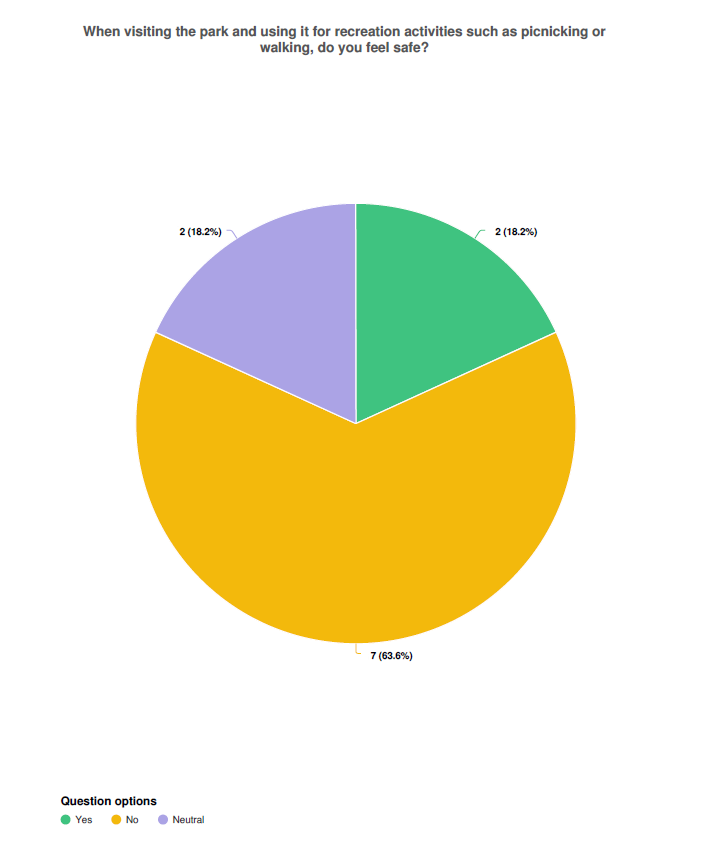 When visiting the park and using it for recreation activities such as picnicking or
walking, do you feel safe?
2 (18.2%) 2 (18.2%)
7 (63.6%)
Question options
Yes No Neutral